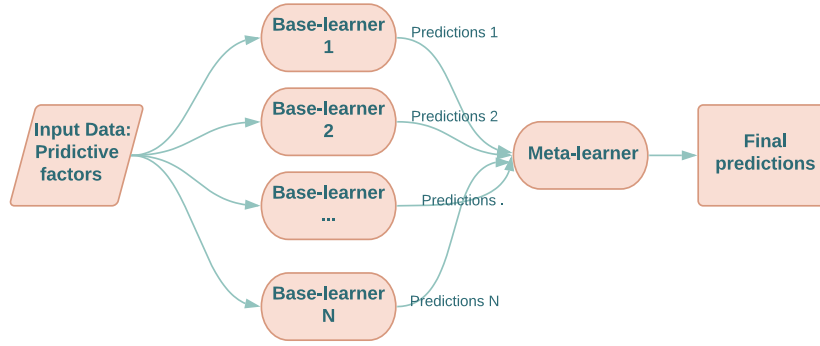 Input Data:
Pridictive
factors
Base-learner
1
Base-learner
2
Base-learner
...
Base-learner
N
Predictions 1
Predictions 2
Predictions .
Predictions N
Meta-learner
Final
predictions